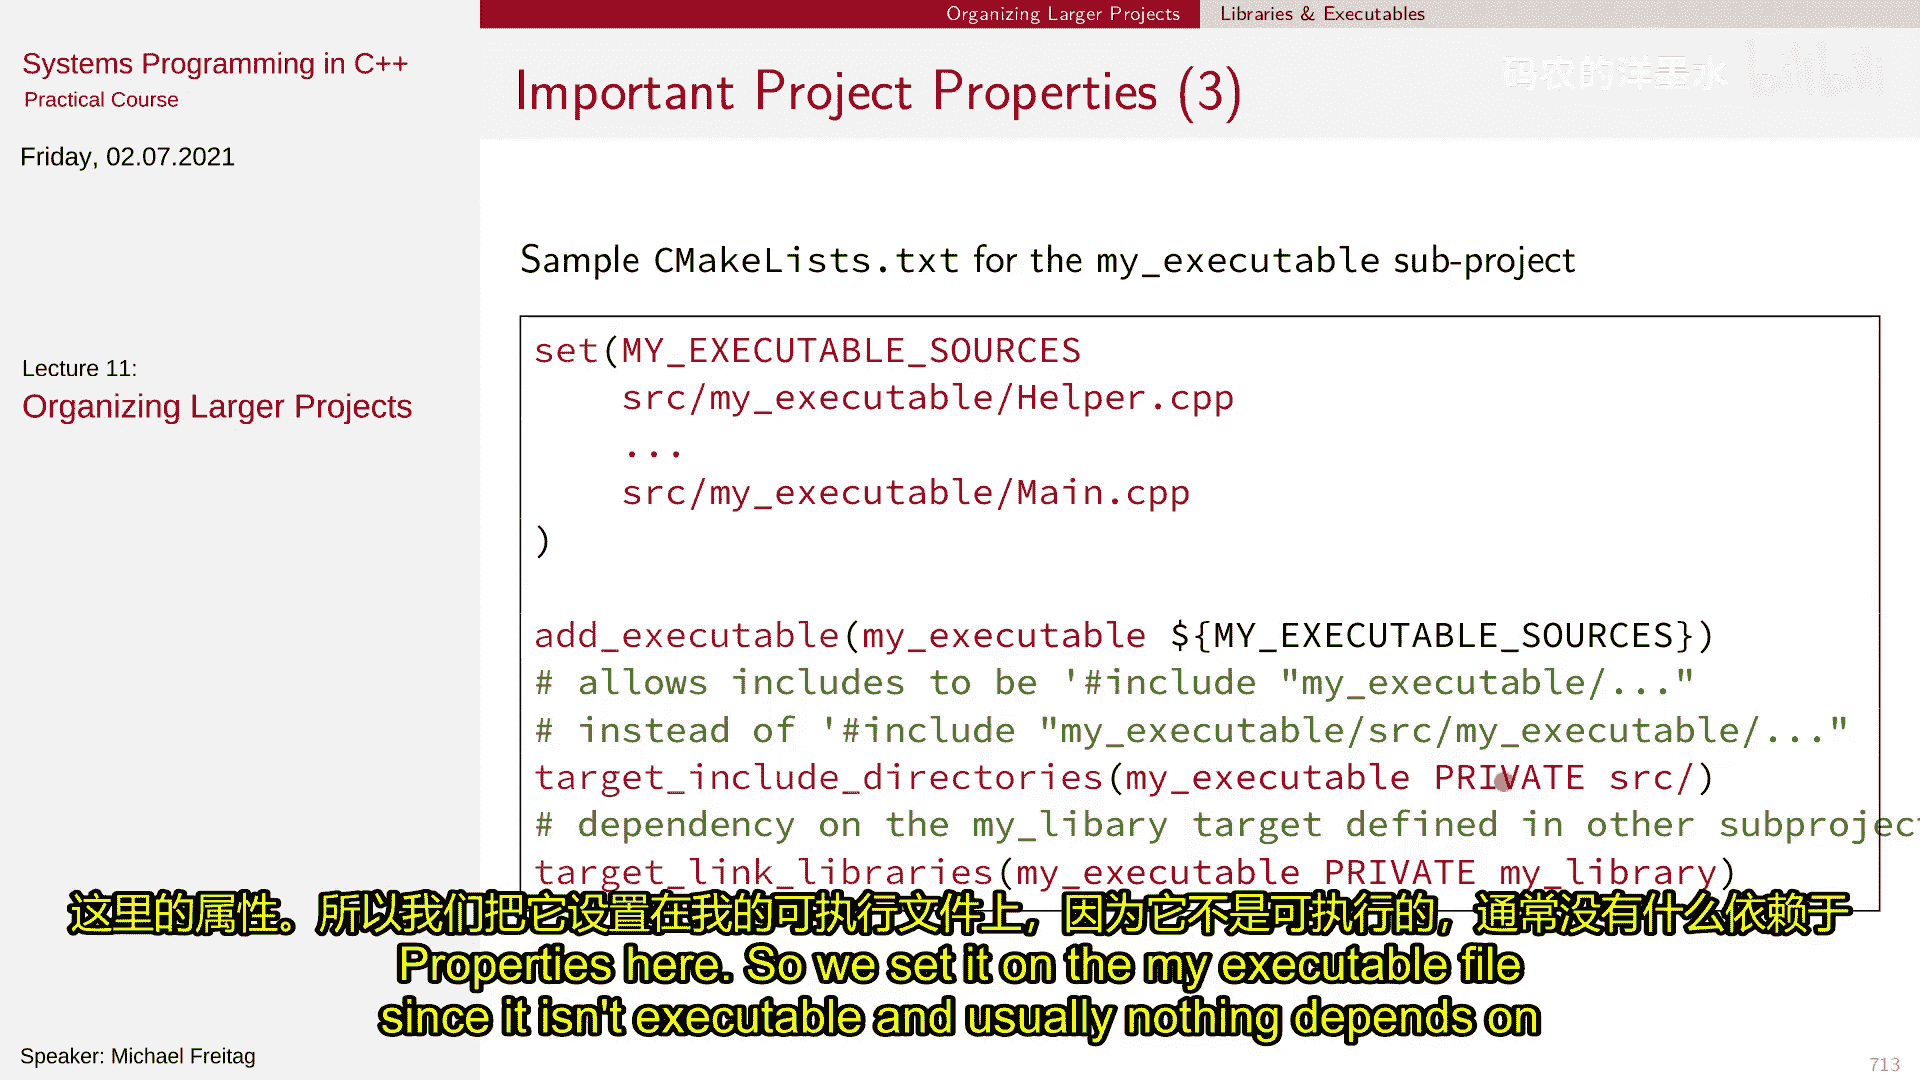 Organizing Larger Projects
Libraries & Executables
Systems Programming in C++
Practical Course
Friday, 02.07.2021
Lecture 11:
Organizing Larger Projects
Important Project Properties (3)
码农的洋墨水
Sample CMakeLists.txt for the my_executable sub-project
set(MY_EXECUTABLE_SOURCES
src/my_executable/Helper.cpp
...
src/my_executable/Main.cpp
)
add_executable(my_executable ${MY_EXECUTABLE_SOURCES})
# allows includes to be '#include "my_executable/..."
# instead of '#include "my_executable/src/my_executable/..."
target_include_directories(my_executable PRIVATE src/)
# dependency on the my_libary target defined in other subprojec
target_link_libraries(my_executable PRIVATE my_library)
这里的属性。所以我们把它设置在我的可执行文件上，因为它不是可执行的，通常没有什么依赖于
Properties here. So we set it on the my executable file
since it isn't executable and usually nothing depends on
Speaker: Michael Freitag
713